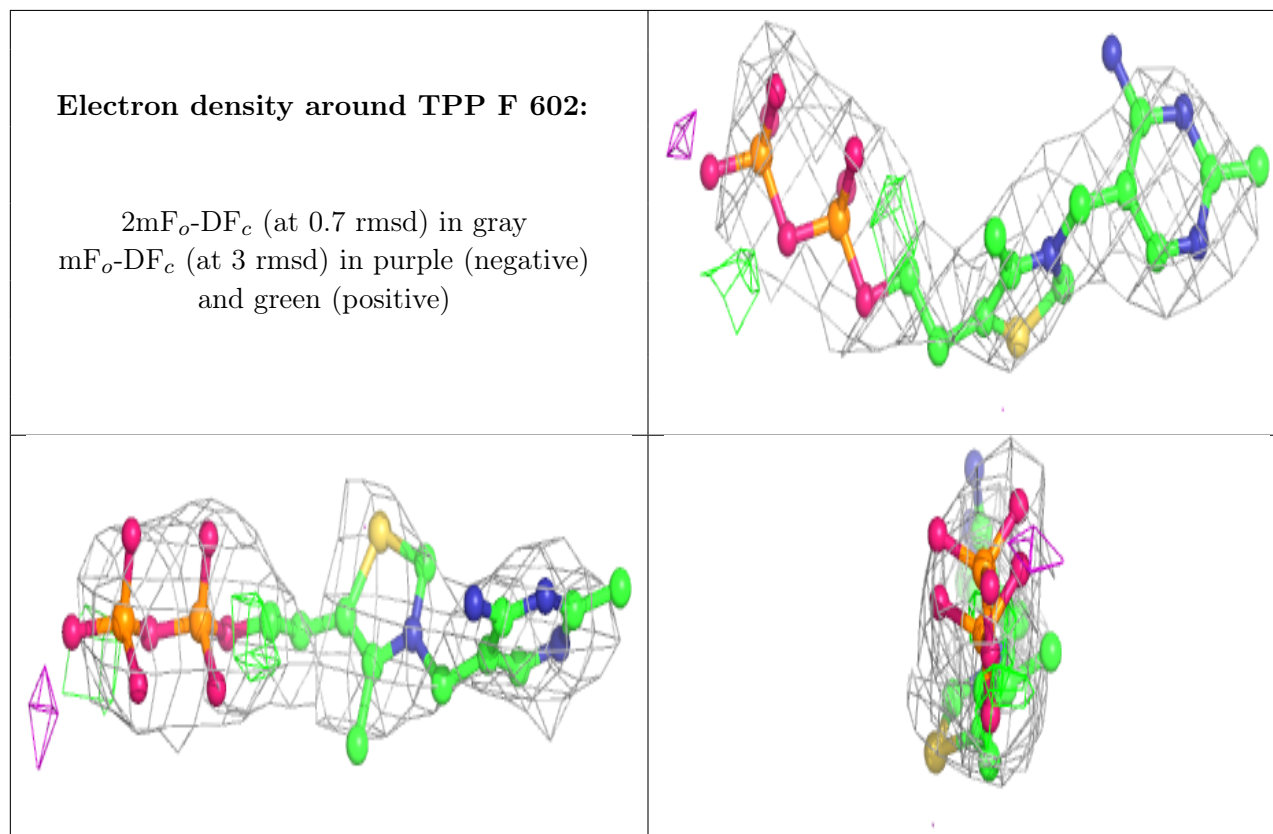 Electron density around TPP F 602:
2mFo-DFc (at 0.7 rmsd) in gray
mFo-DFc (at 3 rmsd) in purple (negative)
and green (positive)